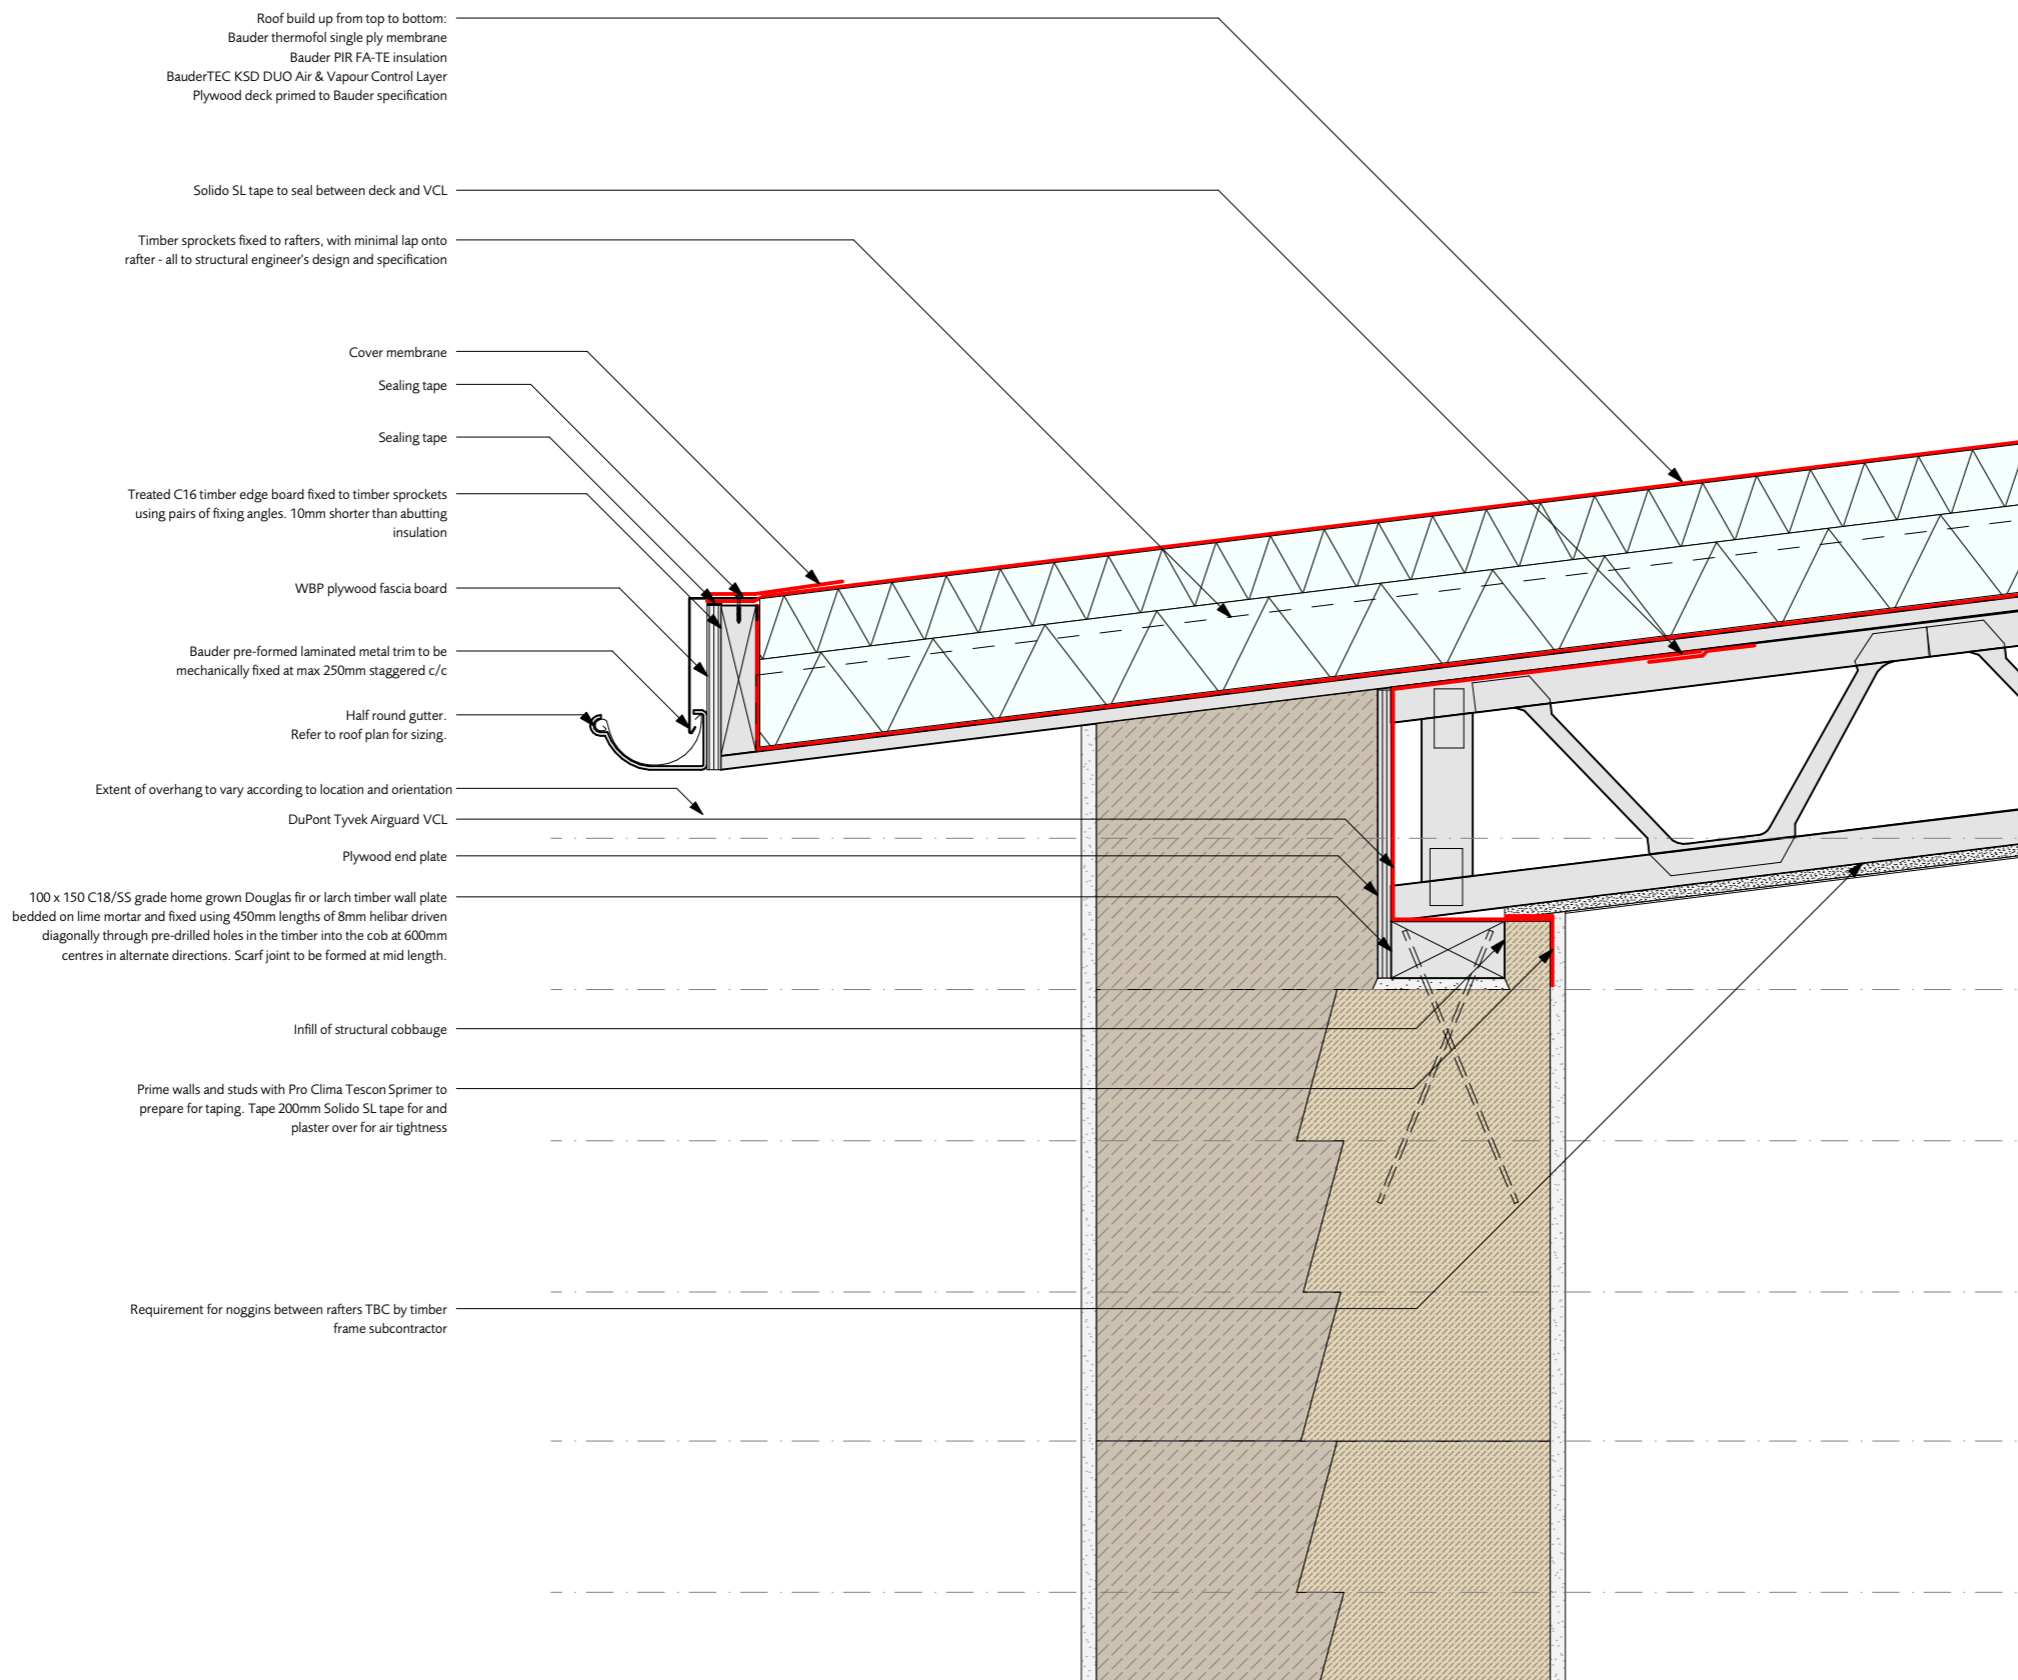 Roof build up from top to bottom:
Bauder thermofol single ply membrane
Bauder PIR FA-TE insulation
BauderTEC KSD DUO Air & Vapour Control Layer
Plywood deck primed to Bauder specification
Solido SL tape to seal between deck and VCL
Timber sprockets fixed to rafters, with minimal lap onto
rafter - all to structural engineer's design and specification
Cover membrane
Sealing tape
Sealing tape
Treated C16 timber edge board fixed to timber sprockets
using pairs of fixing angles. 10mm shorter than abutting
insulation
WBP plywood fascia board
Bauder pre-formed laminated metal trim to be
mechanically fixed at max 250mm staggered c/c
Half round gutter.
Refer to roof plan for sizing.
Extent of overhang to vary according to location and orientation
DuPont Tyvek Airguard VCL
Plywood end plate
100 x 150 C18/SS grade home grown Douglas fir or larch timber wall plate
bedded on lime mortar and fixed using 450mm lengths of 8mm helibar driven
diagonally through pre-drilled holes in the timber into the cob at 600mm
centres in alternate directions. Scarf joint to be formed at mid length.
Infill of structural cobbauge
Prime walls and studs with Pro Clima Tescon Sprimer to
prepare for taping. Tape 200mm Solido SL tape for and
plaster over for air tightness
Requirement for noggins between rafters TBC by timber
frame subcontractor